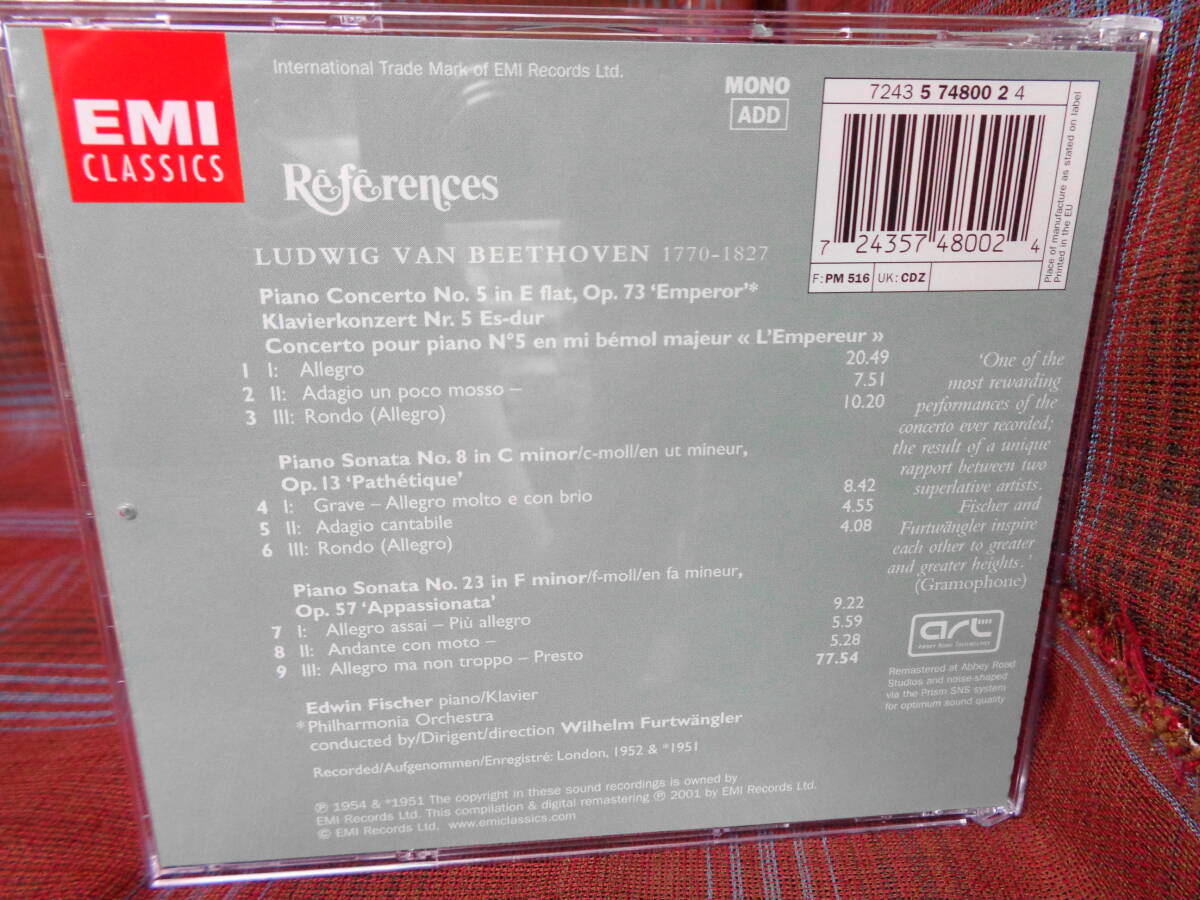 EMI
CLASSICS
International Trade Mark of EMI Records Ltd.
MONO
ADD
7243 5 74800 2 4
7 24357 48002 4
F: PM 516 UK: CDZ
Place of manufacture as stated on label
Printed in the EU
Références
LUDWIG VAN BEETHOVEN 1770-1827
Piano Concerto No. 5 in E flat, Op. 73 ‘Emperor’*
Klavierkonzert Nr. 5 Es-dur
Concerto pour piano N°5 en mi bémol majeur « L’Empereur »
1 I: Allegro 20.49
2 II: Adagio un poco mosso – 7.51
3 III: Rondo (Allegro) 10.20
Piano Sonata No. 8 in C minor/c-moll/en ut mineur,
Op. 13 ‘Pathétique’
4 I: Grave – Allegro molto e con brio 8.42
5 II: Adagio cantabile 4.55
6 III: Rondo (Allegro) 4.08
Piano Sonata No. 23 in F minor/f-moll/en fa mineur,
Op. 57 ‘Appassionata’
7 I: Allegro assai – Più allegro 9.22
8 II: Andante con moto – 5.59
9 III: Allegro ma non troppo – Presto 5.28
77.54
Edwin Fischer piano/Klavier
*Philharmonia Orchestra
conducted by/Dirigent/direction Wilhelm Furtwängler
Recorded/Aufgenommen/Enregistré: London, 1952 & *1951
℗ 1954 & *1951 The copyright in these sound recordings is owned by
EMI Records Ltd. This compilation & digital remastering ℗ 2001 by EMI Records Ltd.
© EMI Records Ltd. www.emiclassics.com
‘One of the
most rewarding
performances of the
concerto ever recorded;
the result of a unique
rapport between two
superlative artists.
Fischer and
Furtwängler inspire
each other to greater
and greater heights.’
(Gramophone)
art
ABBEY ROAD TECHNOLOGY
Remastered at Abbey Road
Studios and noise-shaped
via the Prism SNS system
for optimum sound quality